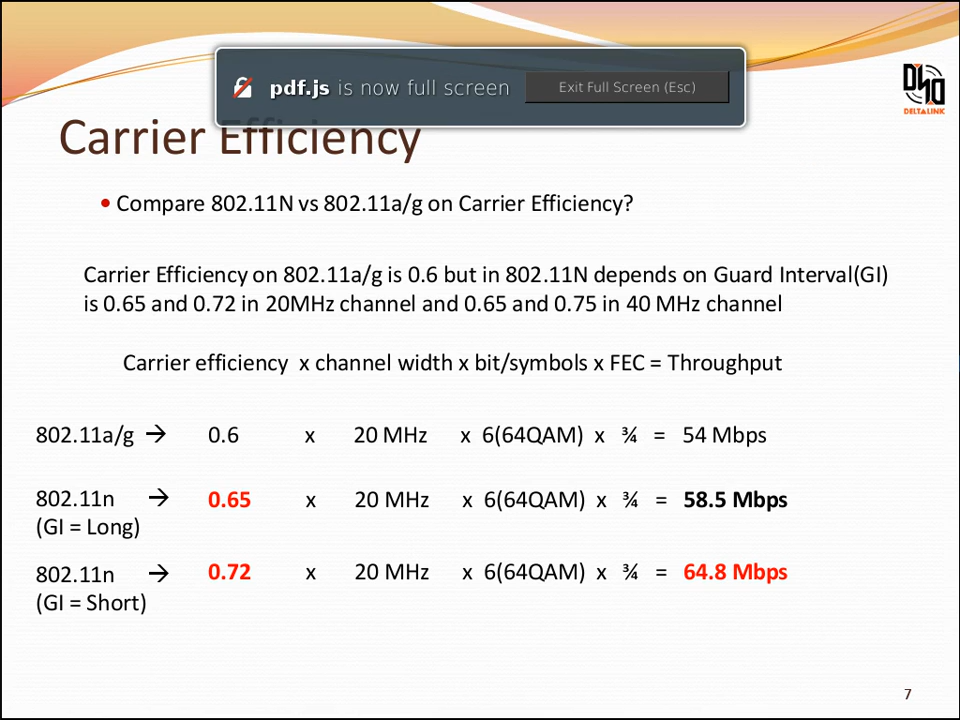 pdf.js is now full screen Exit Full Screen (Esc)
DELTALINK
Carrier Efficiency
• Compare 802.11N vs 802.11a/g on Carrier Efficiency?
Carrier Efficiency on 802.11a/g is 0.6 but in 802.11N depends on Guard Interval(GI)
is 0.65 and 0.72 in 20MHz channel and 0.65 and 0.75 in 40 MHz channel
Carrier efficiency x channel width x bit/symbols x FEC = Throughput
802.11a/g → 0.6 x 20 MHz x 6(64QAM) x ¾ = 54 Mbps
802.11n → 0.65 x 20 MHz x 6(64QAM) x ¾ = 58.5 Mbps
(GI = Long)
802.11n → 0.72 x 20 MHz x 6(64QAM) x ¾ = 64.8 Mbps
(GI = Short)
7